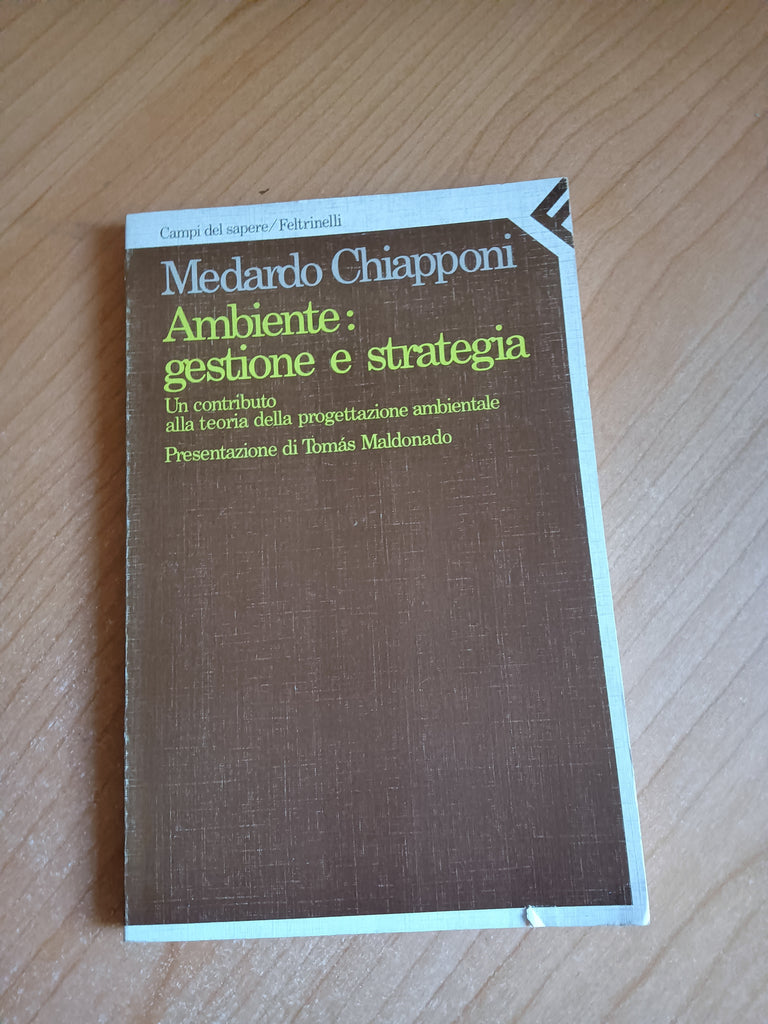 Campi del sapere/Feltrinelli
Medardo Chiapponi
Ambiente:
gestione e strategia
Un contributo
alla teoria della progettazione ambientale
Presentazione di Tomás Maldonado